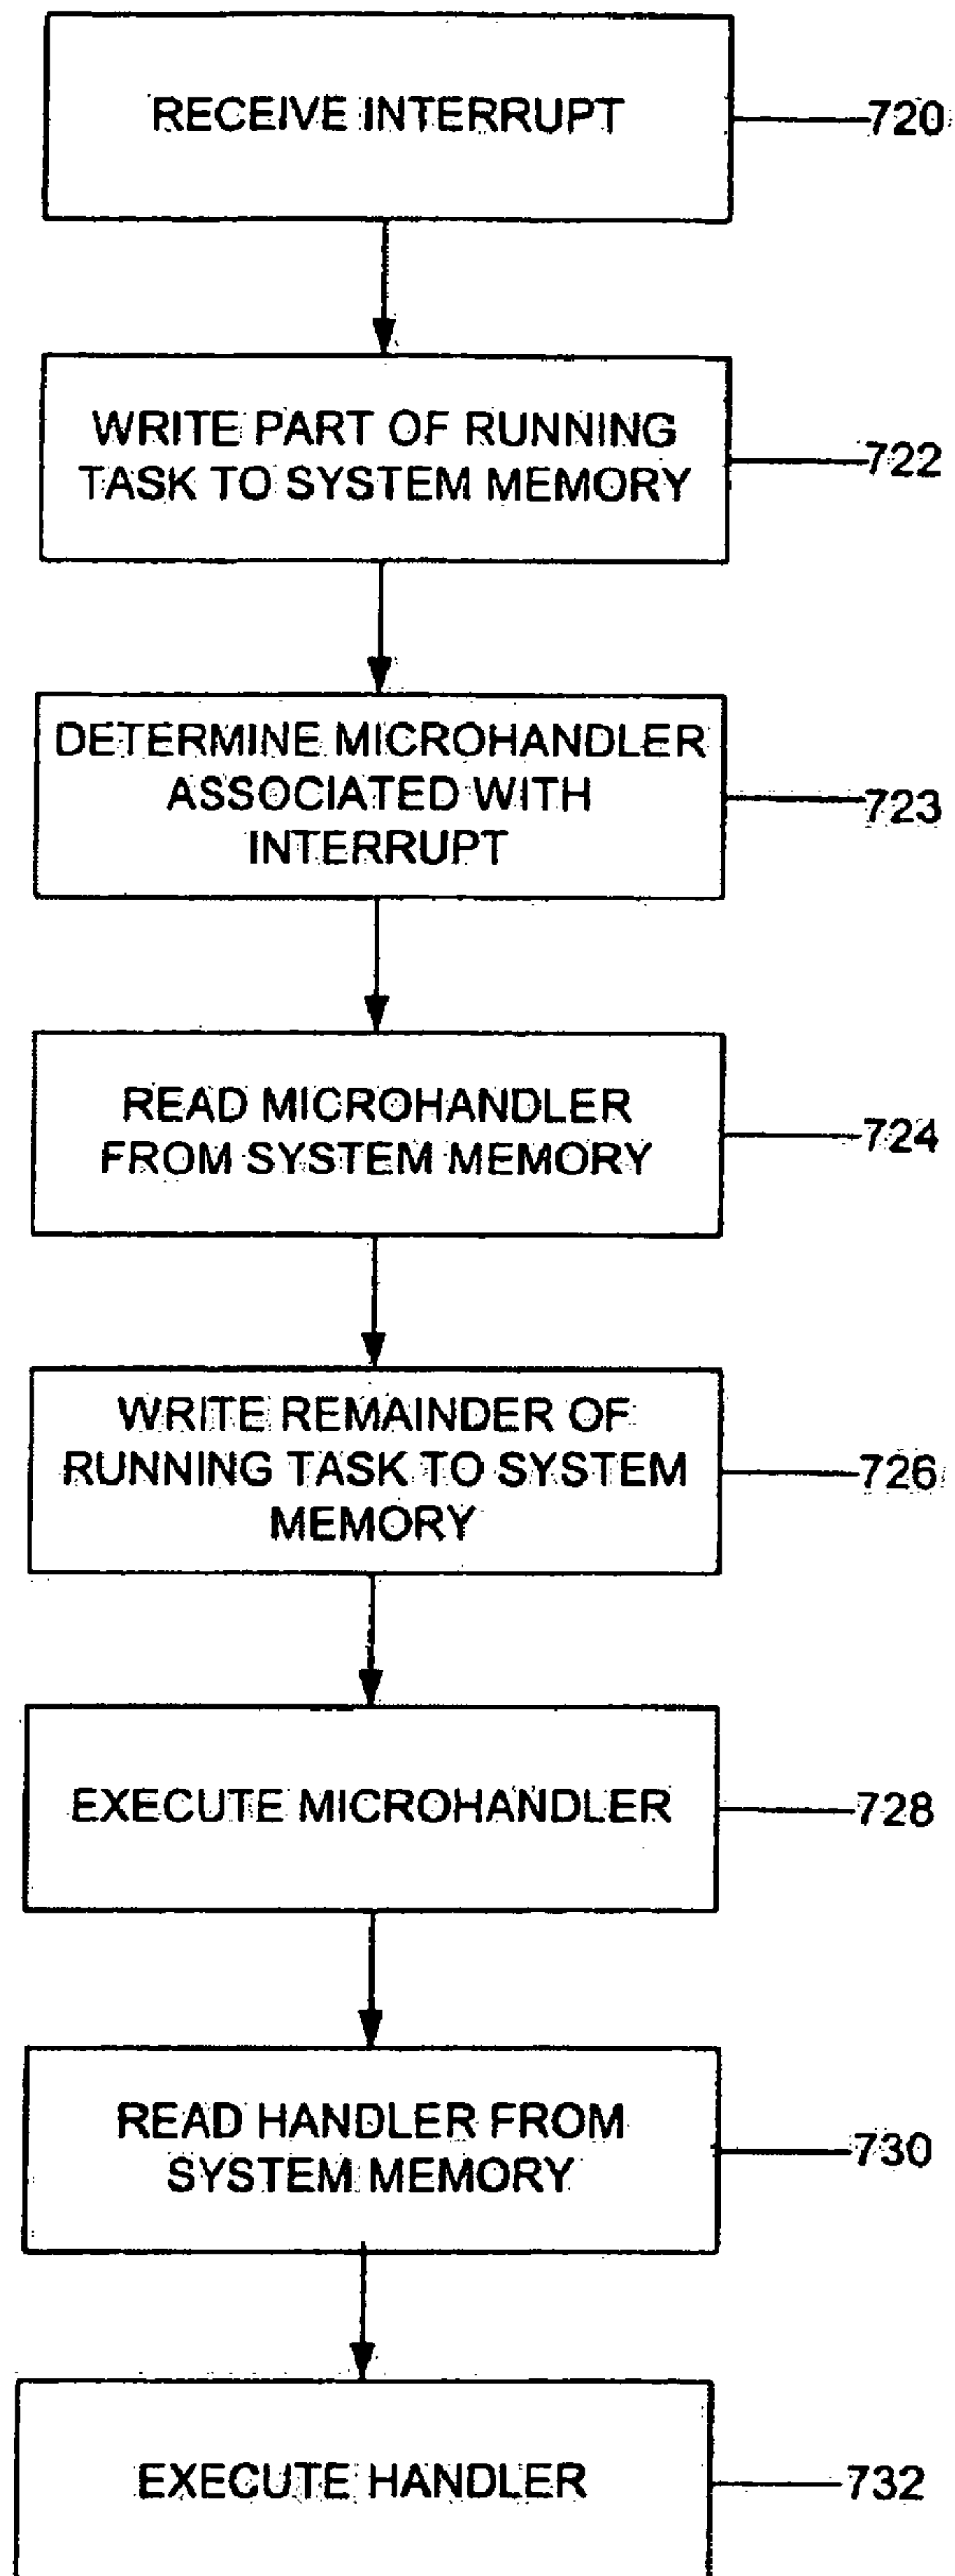 RECEIVE INTERRUPT
720
WRITE PART OF RUNNING
TASK TO SYSTEM MEMORY
722
DETERMINE MICROHANDLER
ASSOCIATED WITH
INTERRUPT
723
READ MICROHANDLER
FROM SYSTEM MEMORY
724
WRITE REMAINDER OF
RUNNING TASK TO SYSTEM
MEMORY
726
EXECUTE MICROHANDLER
728
READ HANDLER FROM
SYSTEM MEMORY
730
EXECUTE HANDLER
732